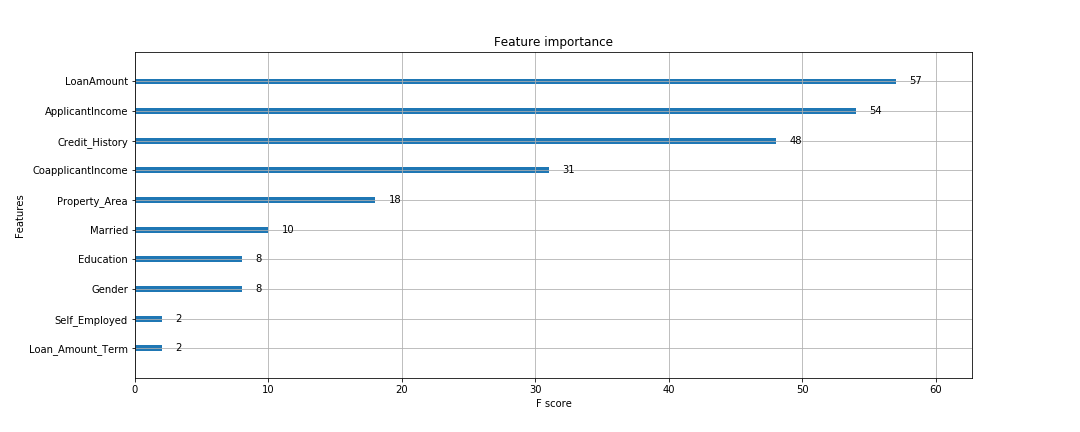 Feature importance
LoanAmount 57
ApplicantIncome 54
Credit_History 48
CoapplicantIncome 31
Property_Area 18
Married 10
Education 8
Gender 8
Self_Employed 2
Loan_Amount_Term 2
Features
0 10 20 30 40 50 60
F score